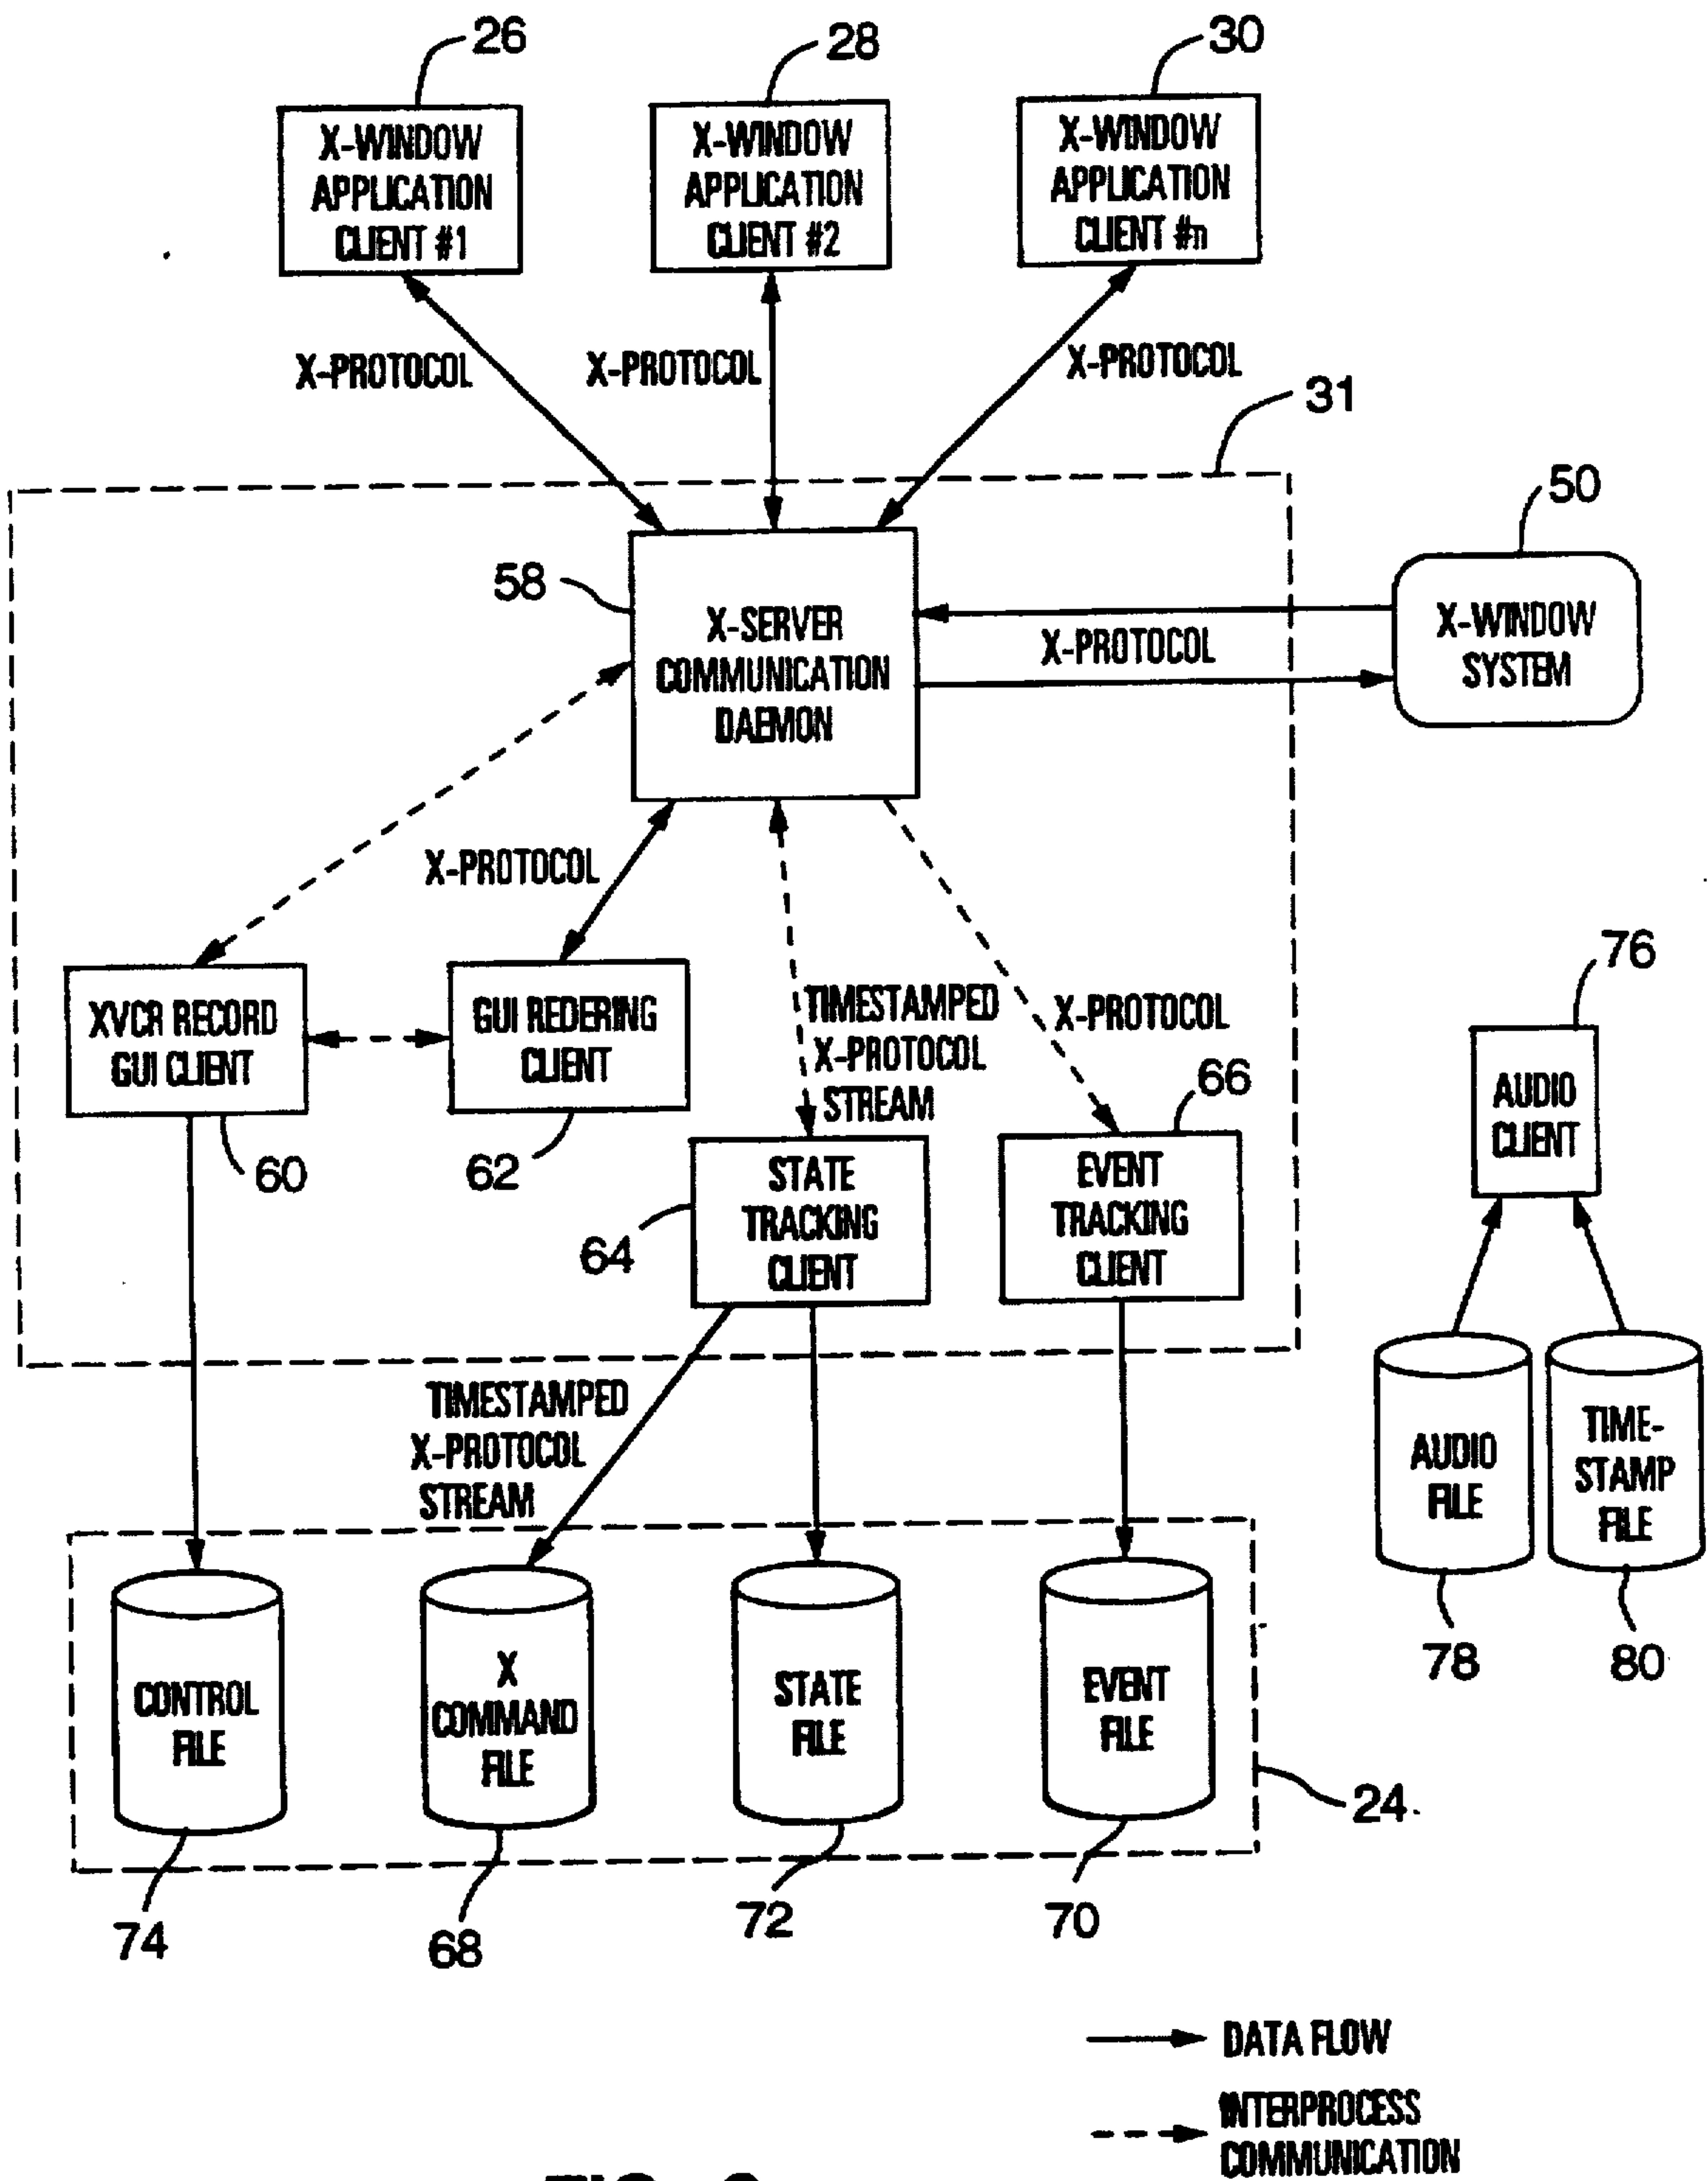 26
28
30
X-WINDOW
APPLICATION
CLIENT #1
X-WINDOW
APPLICATION
CLIENT #2
X-WINDOW
APPLICATION
CLIENT #n
X-PROTOCOL
X-PROTOCOL
X-PROTOCOL
31
50
58
X-SERVER
COMMUNICATION
DAEMON
X-PROTOCOL
X-WINDOW
SYSTEM
X-PROTOCOL
76
XVCR RECORD
GUI CLIENT
GUI REDERING
CLIENT
TIMESTAMPED
X-PROTOCOL
STREAM
X-PROTOCOL
66
AUDIO
CLIENT
60
62
64
STATE
TRACKING
CLIENT
EVENT
TRACKING
CLIENT
TIMESTAMPED
X-PROTOCOL
STREAM
AUDIO
FILE
TIME-
STAMP
FILE
78
80
CONTROL
FILE
X
COMMAND
FILE
STATE
FILE
EVENT
FILE
24
74
68
72
70
DATA FLOW
INTERPROCESS
COMMUNICATION